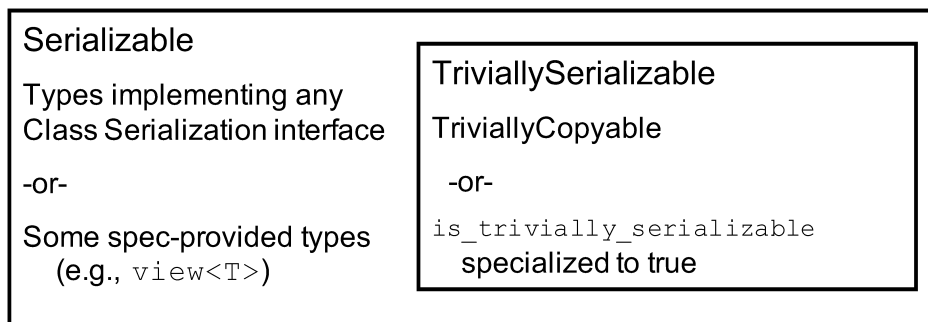 Serializable
Types implementing any
Class Serialization interface
-or-
Some spec-provided types
(e.g., view<T>)
TriviallySerializable
TriviallyCopyable
-or-
is_trivially_serializable
specialized to true